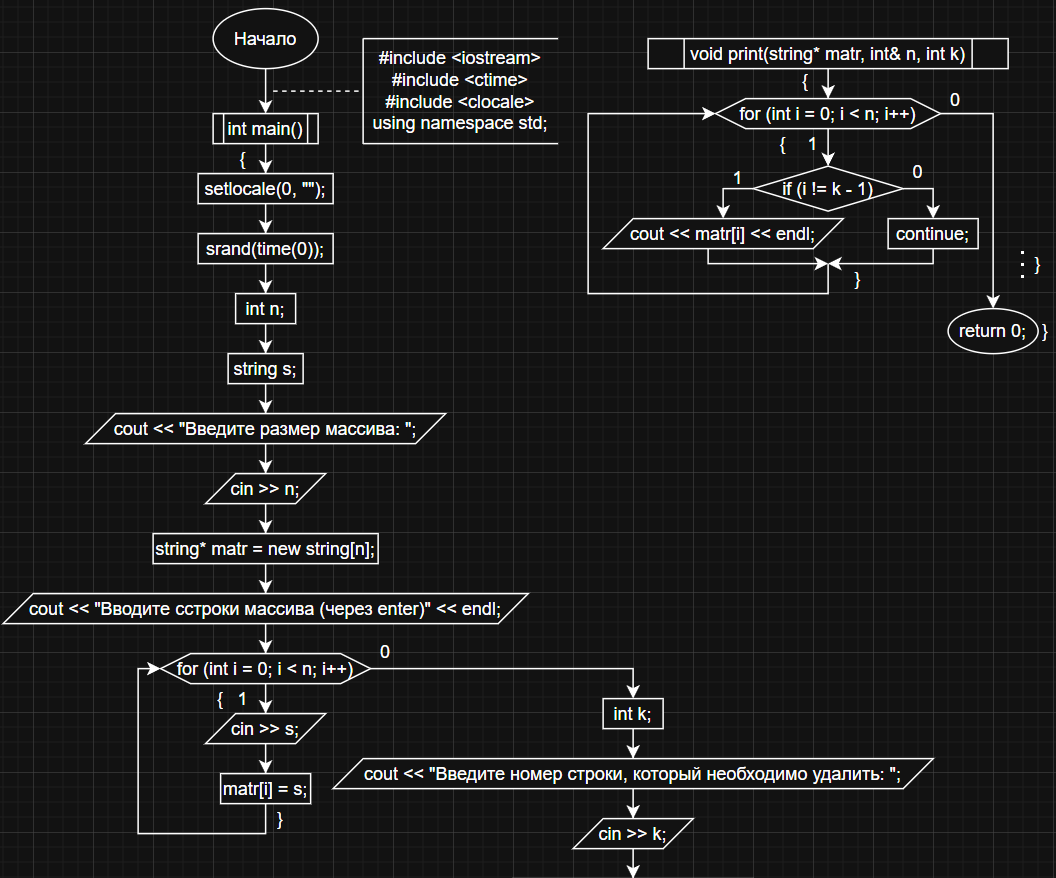 Начало
#include <iostream>
#include <ctime>
#include <clocale>
using namespace std;
int main()
{
setlocale(0, "");
srand(time(0));
int n;
string s;
cout << "Введите размер массива: ";
cin >> n;
string* matr = new string[n];
cout << "Вводите сстроки массива (через enter)" << endl;
for (int i = 0; i < n; i++)
0
{ 1
cin >> s;
matr[i] = s;
}
int k;
cout << "Введите номер строки, который необходимо удалить: ";
cin >> k;
void print(string* matr, int& n, int k)
{
for (int i = 0; i < n; i++)
0
{ 1
if (i != k - 1)
1
0
cout << matr[i] << endl;
continue;
}
}
return 0;
}